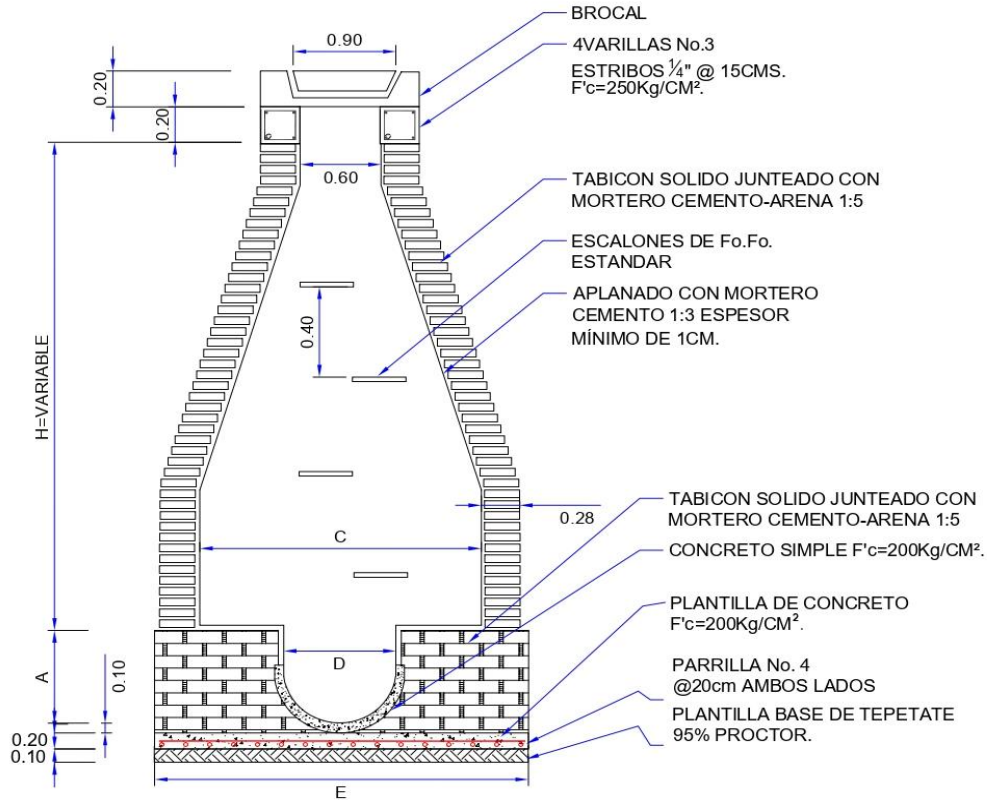 BROCAL
0.90
4VARILLAS No.3
ESTRIBOS ¼" @ 15CMS.
F'c=250Kg/CM².
0.20
0.20
0.60
TABICON SOLIDO JUNTEADO CON
MORTERO CEMENTO-ARENA 1:5
ESCALONES DE Fo.Fo.
ESTANDAR
APLANADO CON MORTERO
CEMENTO 1:3 ESPESOR
MÍNIMO DE 1CM.
0.40
H=VARIABLE
TABICON SOLIDO JUNTEADO CON
MORTERO CEMENTO-ARENA 1:5
0.28
C
CONCRETO SIMPLE F'c=200Kg/CM².
PLANTILLA DE CONCRETO
F'c=200Kg/CM².
D
A
0.10
PARRILLA No. 4
@20cm AMBOS LADOS
PLANTILLA BASE DE TEPETATE
95% PROCTOR.
0.20
0.10
E